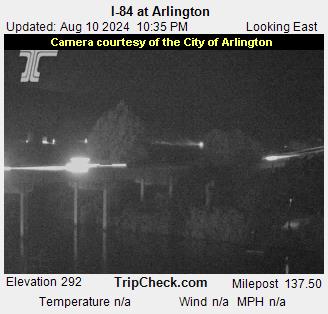 I-84 at Arlington
Updated: Aug 10 2024 10:35 PM Looking East
Camera courtesy of the City of Arlington
Elevation 292 TripCheck.com Milepost 137.50
Temperature n/a Wind n/a MPH n/a